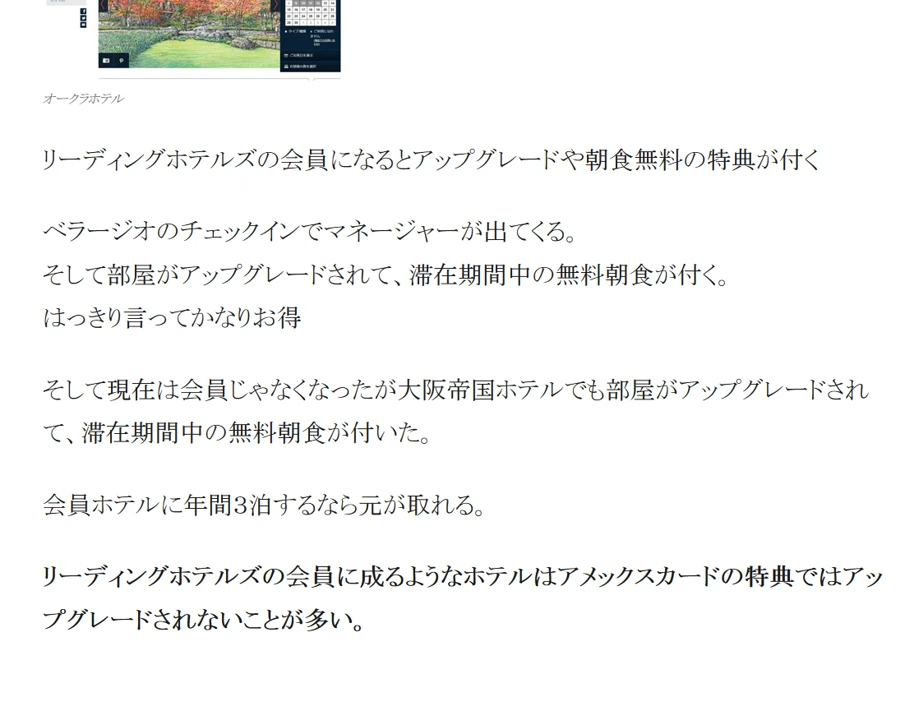 オークラホテル
リーディングホテルズの会員になるとアップグレードや朝食無料の特典が付く
ベラージオのチェックインでマネージャーが出てくる。
そして部屋がアップグレードされて、滞在期間中の無料朝食が付く。
はっきり言ってかなりお得
そして現在は会員じゃなくなったが大阪帝国ホテルでも部屋がアップグレードされ
て、滞在期間中の無料朝食が付いた。
会員ホテルに年間３泊するなら元が取れる。
リーディングホテルズの会員に成るようなホテルはアメックスカードの特典ではアッ
プグレードされないことが多い。